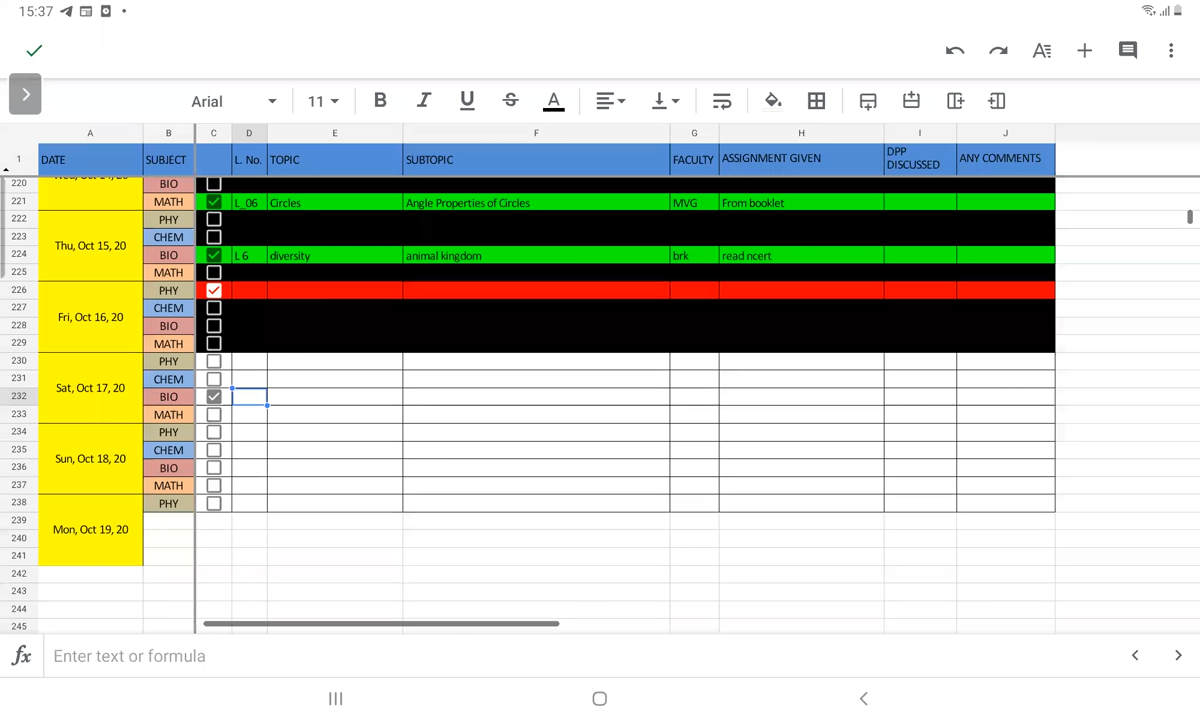 15:37
Arial 11 B I U S A
A B C D E F G H I J
1 DATE SUBJECT L. No. TOPIC SUBTOPIC FACULTY ASSIGNMENT GIVEN DPP DISCUSSED ANY COMMENTS
220 BIO
221 MATH L_06 Circles Angle Properties of Circles MVG From booklet
222 PHY
223 CHEM
Thu, Oct 15, 20
224 BIO L 6 diversity animal kingdom brk read ncert
225 MATH
226 PHY
227 CHEM
Fri, Oct 16, 20
228 BIO
229 MATH
230 PHY
231 CHEM
Sat, Oct 17, 20
232 BIO
233 MATH
234 PHY
235 CHEM
Sun, Oct 18, 20
236 BIO
237 MATH
238 PHY
239
Mon, Oct 19, 20
240
241
242
243
244
245
fx Enter text or formula